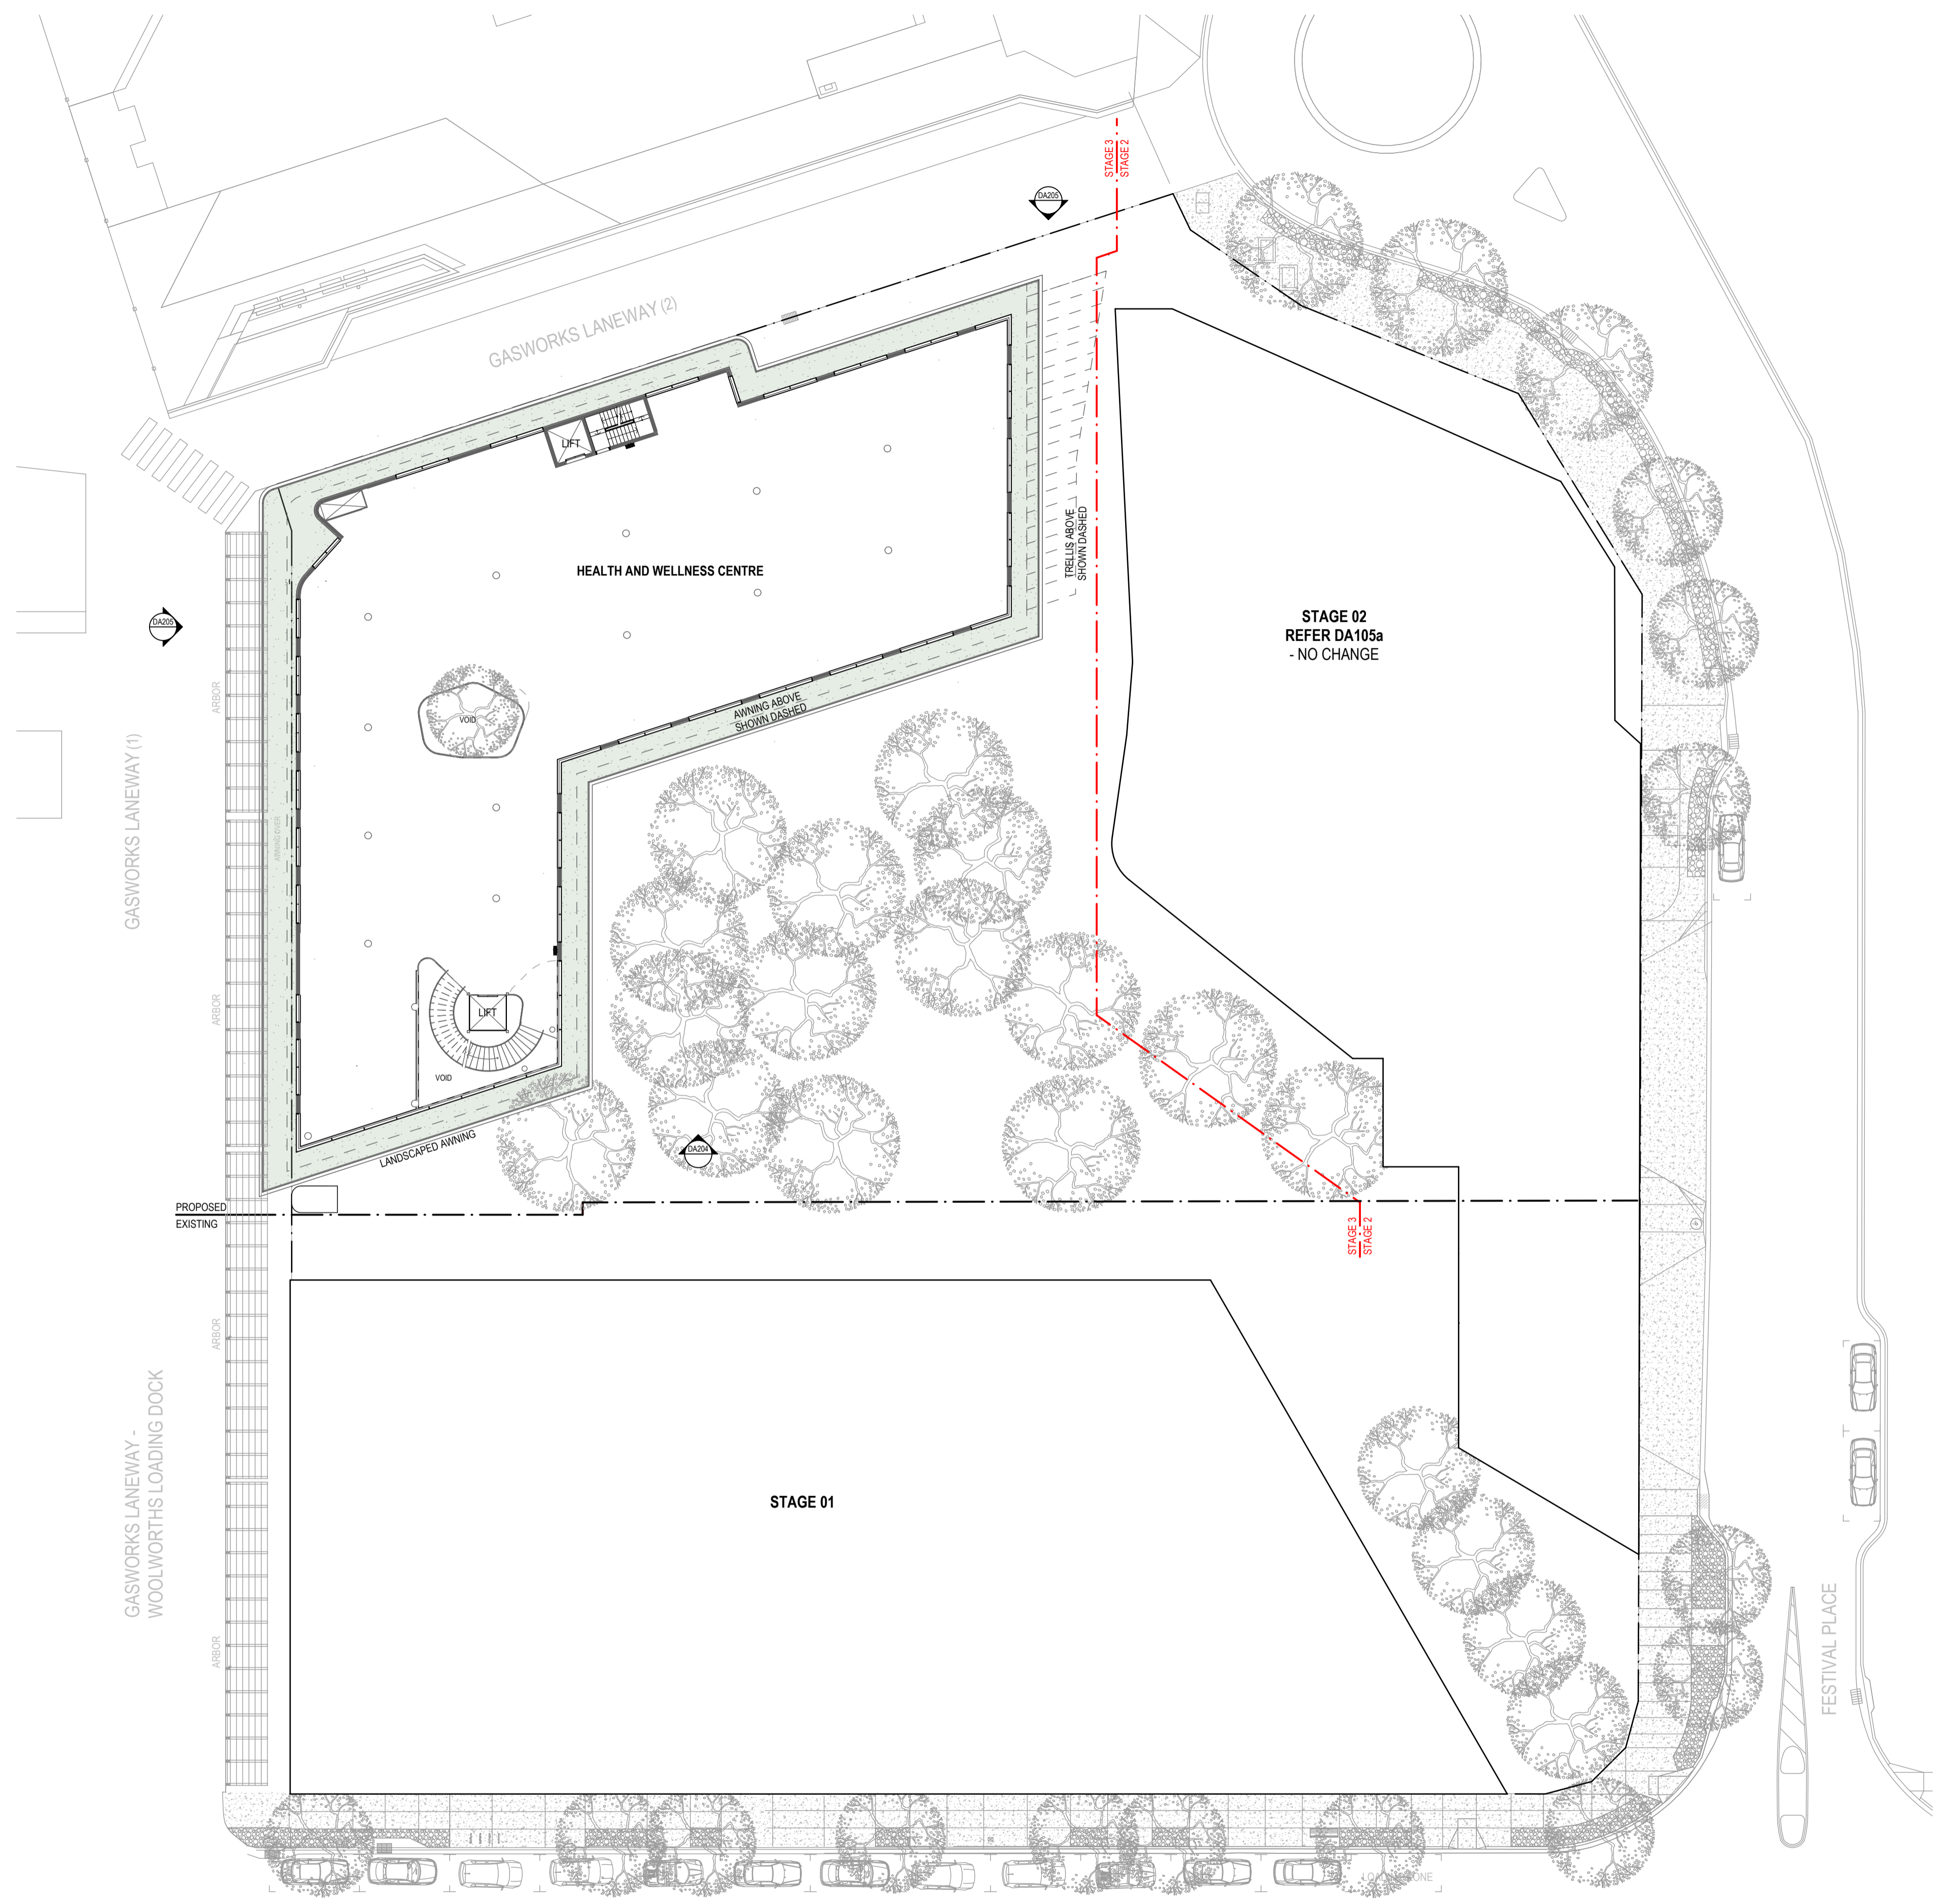 STAGE 3
STAGE 2
DA205
GASWORKS LANEWAY (2)
LIFT
HEALTH AND WELLNESS CENTRE
TRELLIS ABOVE
SHOWN DASHED
DA205
STAGE 02
REFER DA105a
- NO CHANGE
ARBOR
VOID
AWNING ABOVE
SHOWN DASHED
GASWORKS LANEWAY (1)
AWNING OVER
ARBOR
LIFT
VOID
LANDSCAPED AWNING
DA204
PROPOSED
EXISTING
STAGE 3
STAGE 2
ARBOR
GASWORKS LANEWAY -
WOOLWORTHS LOADING DOCK
STAGE 01
ARBOR
FESTIVAL PLACE